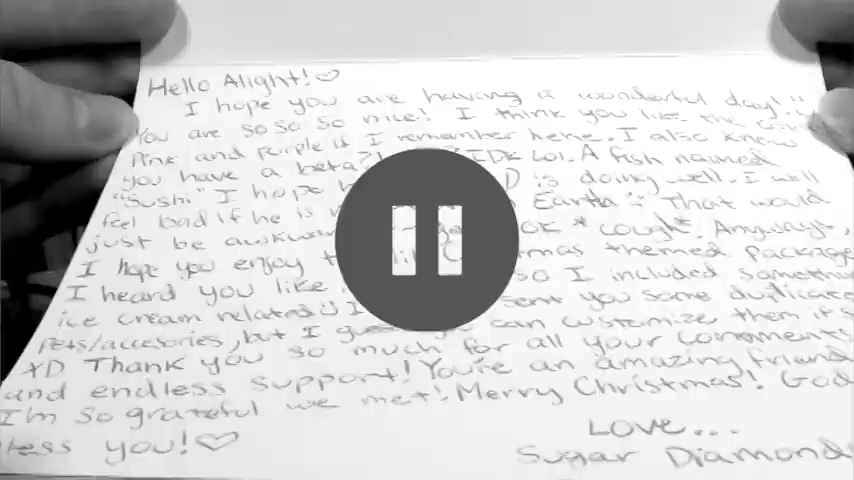 Hello Alight!♡
I hope you are having a wonderful day!!
You are so so so nice! I think you like the
Pink and Purple if I remember here. I also know
you have a beta? IDK Lol. A fish named
"Sushi" I hope D is doing well. I will
feel bad if he is Earth That would
just be awkward OK *cough*. Anyways,
I hope you enjoy themed package
I heard you like so I included
ice cream related I sent you some duplicate
Pets/accesories, but I can customize them
XD Thank you so much for all your comments
and endless support! You're an amazing friend
I'm so grateful we met! Merry Christmas! God
less you!♡
Love...
Sugar Diamonds